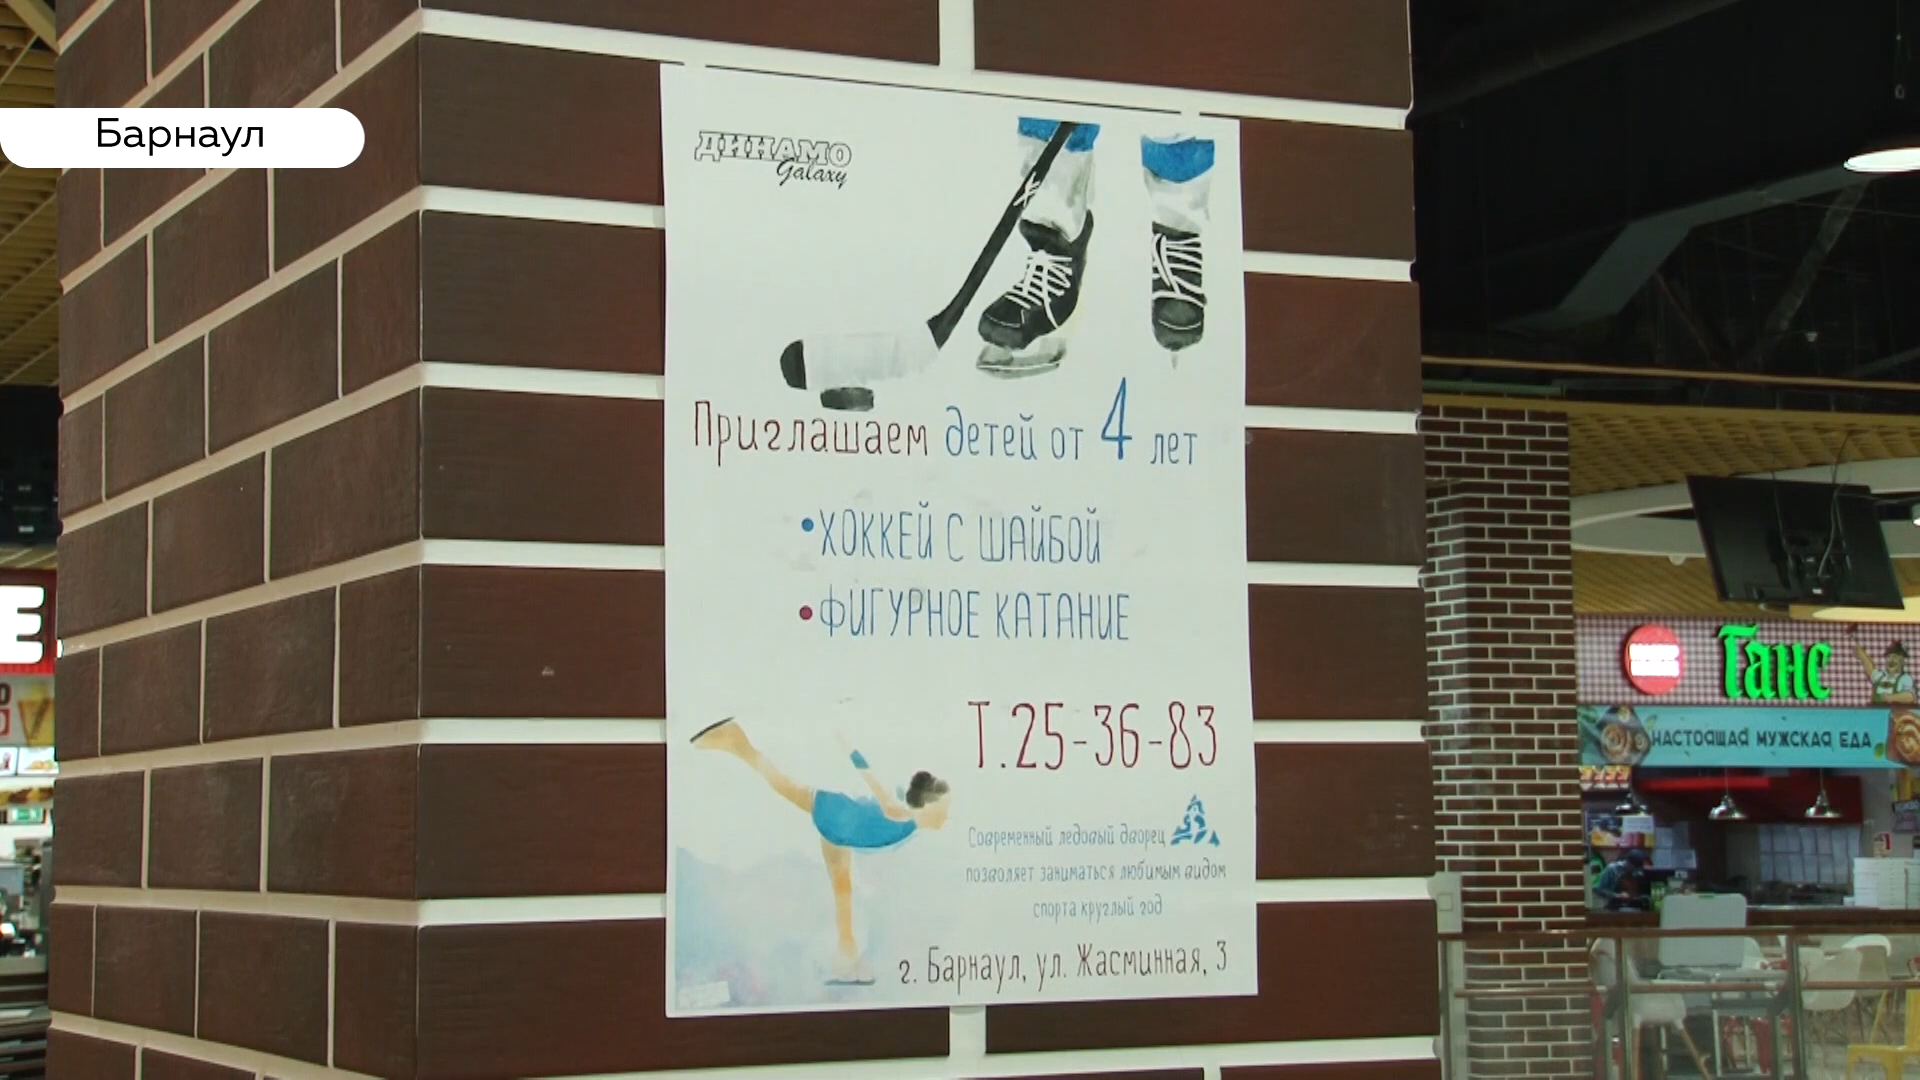 Барнаул
ДИНАМО
Galaxy
Приглашаем детей от 4 лет
•ХОККЕЙ С ШАЙБОЙ
•ФИГУРНОЕ КАТАНИЕ
Т.25-36-83
Современный ледовый дворец
позволяет заниматься любимым видом
спорта круглый год
г. Барнаул, ул. Жасминная, 3
Е
Ганс
НАСТОЯЩАЯ МУЖСКАЯ ЕДА